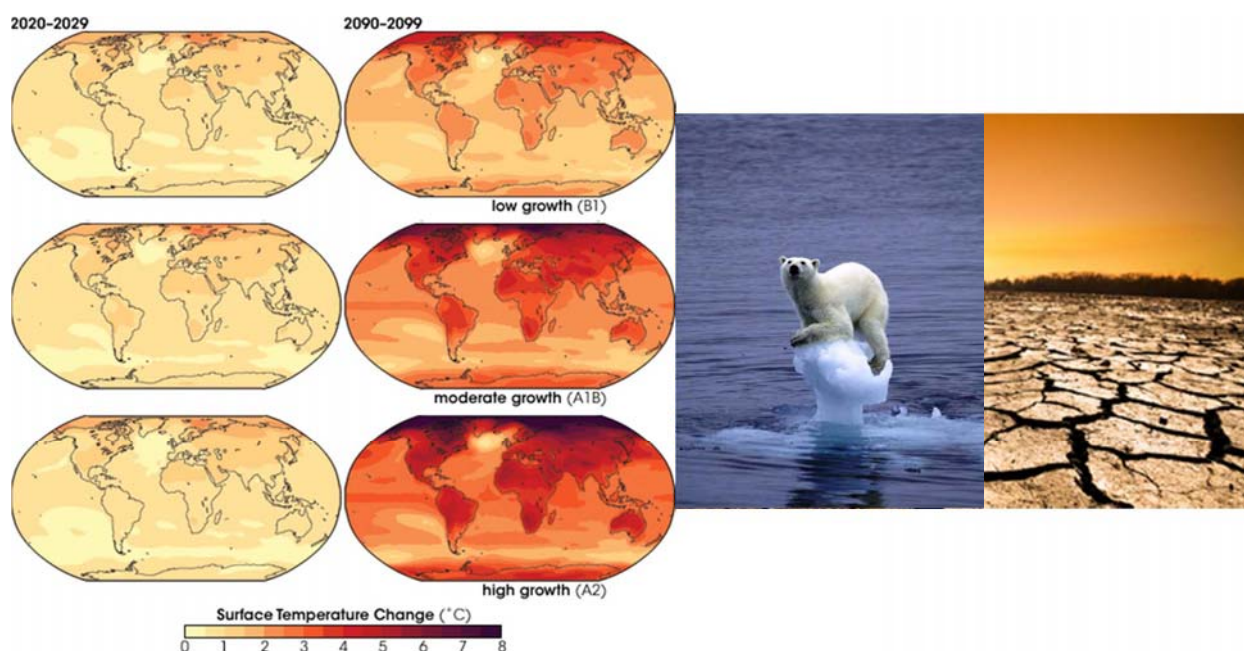 2020–2029
2090–2099
low growth (B1)
moderate growth (A1B)
high growth (A2)
Surface Temperature Change (˚C)
0 1 2 3 4 5 6 7 8